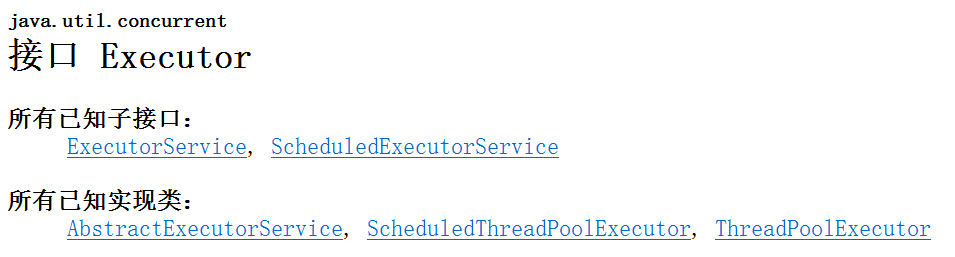 java.util.concurrent
接口 Executor
所有已知子接口：
ExecutorService, ScheduledExecutorService
所有已知实现类：
AbstractExecutorService, ScheduledThreadPoolExecutor, ThreadPoolExecutor